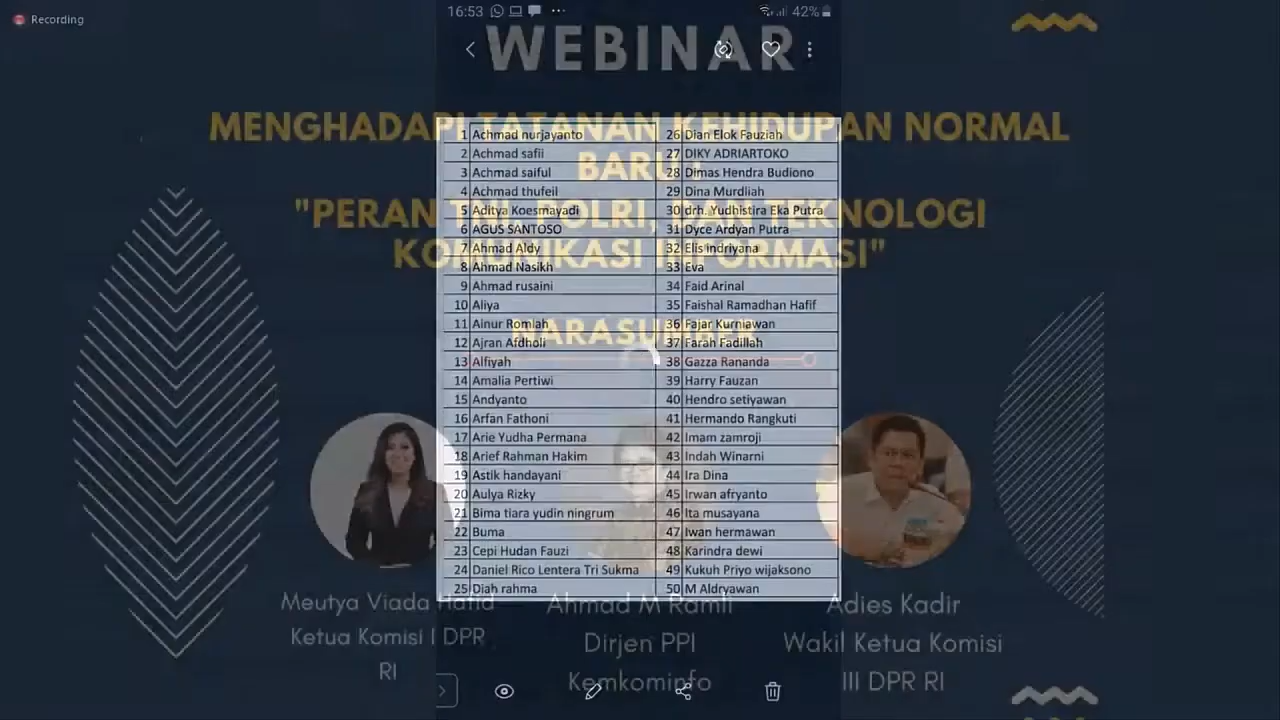 Recording
16:53
42%
WEBINAR
MENGHADAPI TATANAN KEHIDUPAN NORMAL
BARU:
"PERAN TNI, POLRI, DAN TEKNOLOGI
KOMUNIKASI INFORMASI"
NARASUMBER
1 Achmad nurjayanto
2 Achmad safii
3 Achmad saiful
4 Achmad thufeil
5 Aditya Koesmayadi
6 AGUS SANTOSO
7 Ahmad Aldy
8 Ahmad Nasikh
9 Ahmad rusaini
10 Aliya
11 Ainur Romlah
12 Ajran Afdholi
13 Alfiyah
14 Amalia Pertiwi
15 Andyanto
16 Arfan Fathoni
17 Arie Yudha Permana
18 Arief Rahman Hakim
19 Astik handayani
20 Aulya Rizky
21 Bima tiara yudin ningrum
22 Buma
23 Cepi Hudan Fauzi
24 Daniel Rico Lentera Tri Sukma
25 Diah rahma
26 Dian Elok Fauziah
27 DIKY ADRIARTOKO
28 Dimas Hendra Budiono
29 Dina Murdliah
30 drh. Yudhistira Eka Putra
31 Dyce Ardyan Putra
32 Elis indriyana
33 Eva
34 Faid Arinal
35 Faishal Ramadhan Hafif
36 Fajar Kurniawan
37 Farah Fadillah
38 Gazza Rananda
39 Harry Fauzan
40 Hendro setiyawan
41 Hermando Rangkuti
42 Imam zamroji
43 Indah Winarni
44 Ira Dina
45 Irwan afryanto
46 Ita musayana
47 Iwan hermawan
48 Karindra dewi
49 Kukuh Priyo wijaksono
50 M Aldryawan
Meutya Viada Hafid
Ketua Komisi I DPR
RI
Ahmad M Ramli
Dirjen PPI
Kemkominfo
Adies Kadir
Wakil Ketua Komisi
III DPR RI